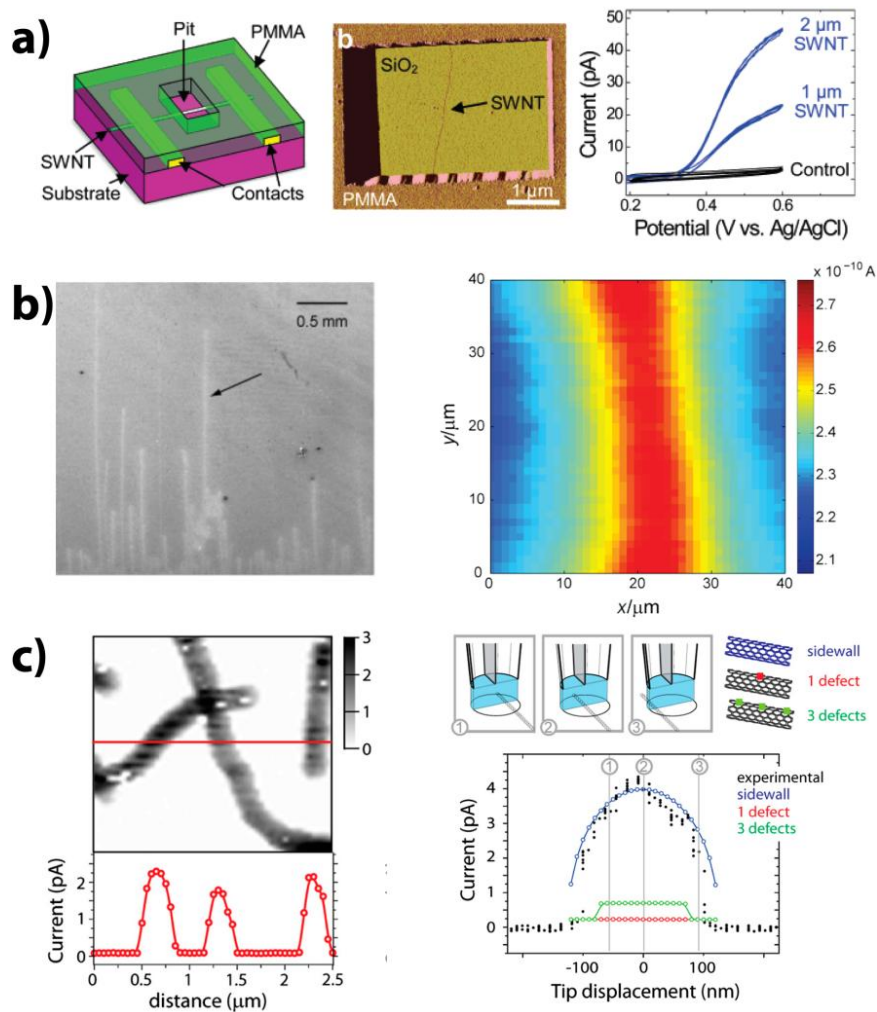 a)
Pit
PMMA
SWNT
Substrate
Contacts
b
SiO₂
SWNT
PMMA
1 μm
Current (pA)
50
40
30
20
10
0
2 μm
SWNT
1 μm
SWNT
Control
0.2
0.4
0.6
0.8
Potential (V vs. Ag/AgCl)
b)
0.5 mm
y/μm
40
30
20
10
0
0
10
20
30
40
x/μm
x 10⁻¹⁰ A
2.7
2.6
2.5
2.4
2.3
2.2
2.1
c)
3
2
1
0
Current (pA)
2
1
0
0
0.5
1.0
1.5
2.0
2.5
distance (μm)
1
2
3
sidewall
1 defect
3 defects
1
2
3
experimental
sidewall
1 defect
3 defects
Current (pA)
4
3
2
1
0
-100
0
100
Tip displacement (nm)